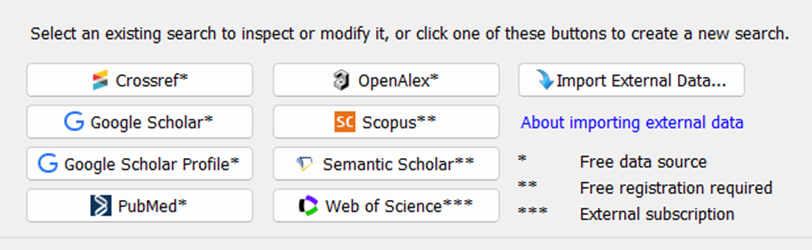 Select an existing search to inspect or modify it, or click one of these buttons to create a new search.
Crossref*
OpenAlex*
Import External Data...
Google Scholar*
SC Scopus**
About importing external data
Google Scholar Profile*
Semantic Scholar**
* Free data source
** Free registration required
PubMed*
Web of Science***
*** External subscription